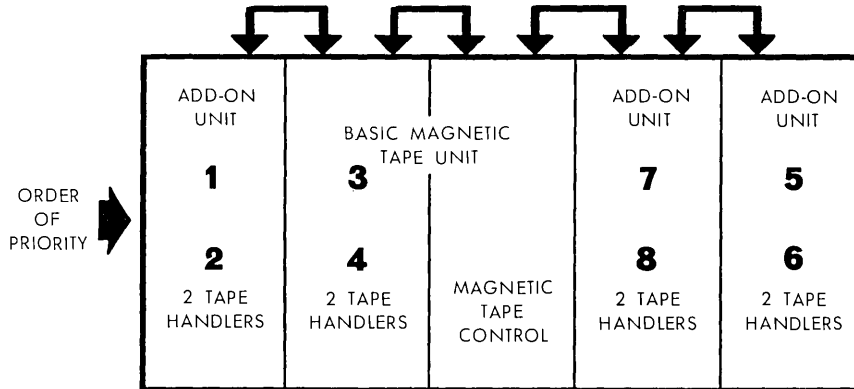 ORDER
OF
PRIORITY
ADD-ON
UNIT
1
2
2 TAPE
HANDLERS
BASIC MAGNETIC
TAPE UNIT
3
4
2 TAPE
HANDLERS
MAGNETIC
TAPE
CONTROL
ADD-ON
UNIT
7
8
2 TAPE
HANDLERS
ADD-ON
UNIT
5
6
2 TAPE
HANDLERS